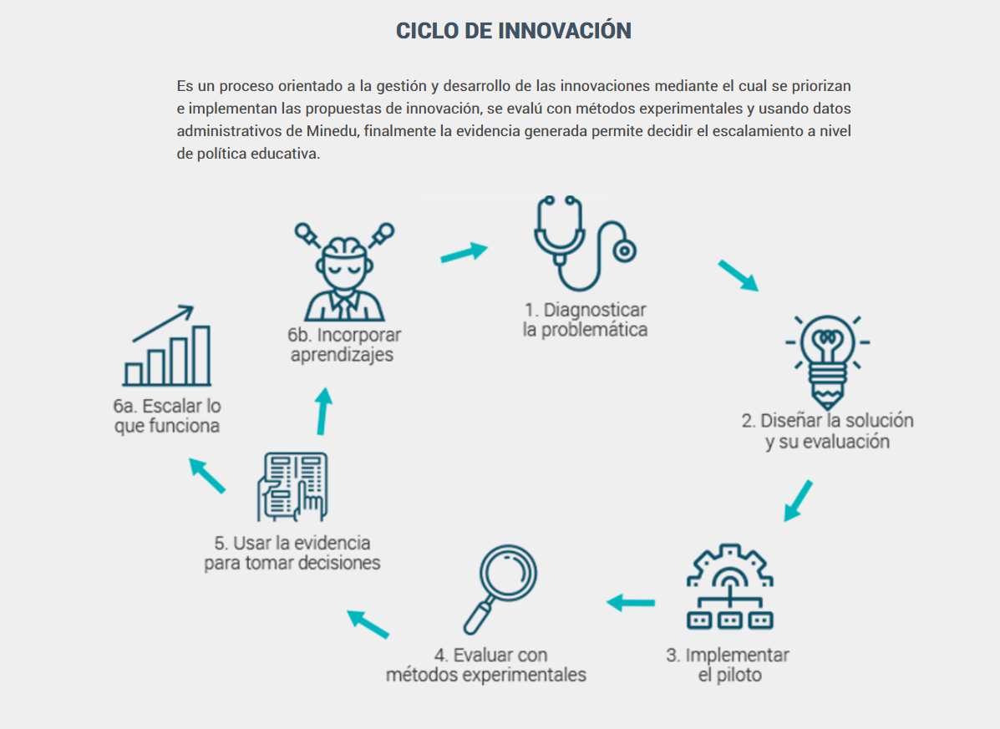 CICLO DE INNOVACIÓN
Es un proceso orientado a la gestión y desarrollo de las innovaciones mediante el cual se priorizan
e implementan las propuestas de innovación, se evalú con métodos experimentales y usando datos
administrativos de Minedu, finalmente la evidencia generada permite decidir el escalamiento a nivel
de política educativa.
1. Diagnosticar
la problemática
2. Diseñar la solución
y su evaluación
3. Implementar
el piloto
4. Evaluar con
métodos experimentales
5. Usar la evidencia
para tomar decisiones
6a. Escalar lo
que funciona
6b. Incorporar
aprendizajes